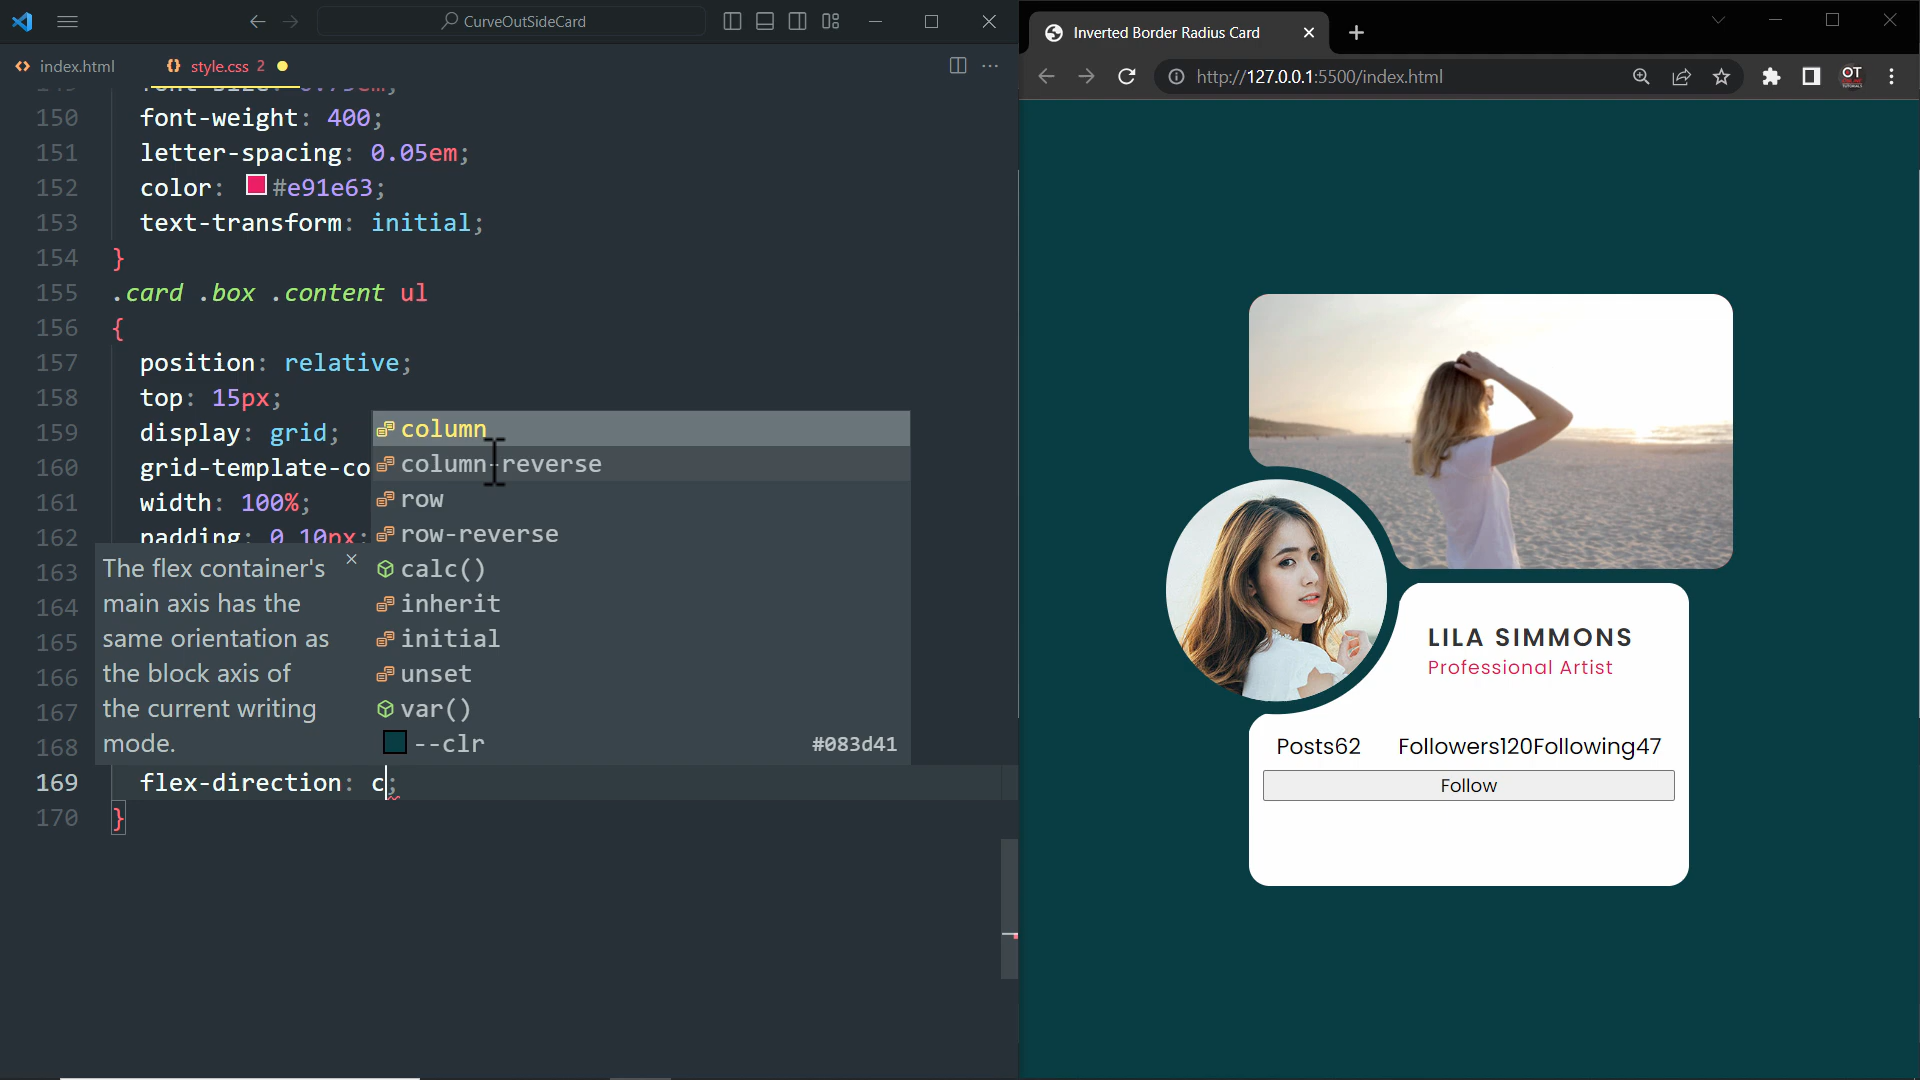 CurveOutSideCard
index.html
style.css 2
150 font-weight: 400;
151 letter-spacing: 0.05em;
152 color: #e91e63;
153 text-transform: initial;
154 }
155 .card .box .content ul
156 {
157 position: relative;
158 top: 15px;
159 display: grid;
160 grid-template-co
161 width: 100%;
162 padding: 0 10px;
163
164
165
166
167
168
169 flex-direction: c;
170 }
column
column-reverse
row
row-reverse
calc()
inherit
initial
unset
var()
--clr #083d41
The flex container's
main axis has the
same orientation as
the block axis of
the current writing
mode.
Inverted Border Radius Card
http://127.0.0.1:5500/index.html
OT
LILA SIMMONS
Professional Artist
Posts62 Followers120Following47
Follow